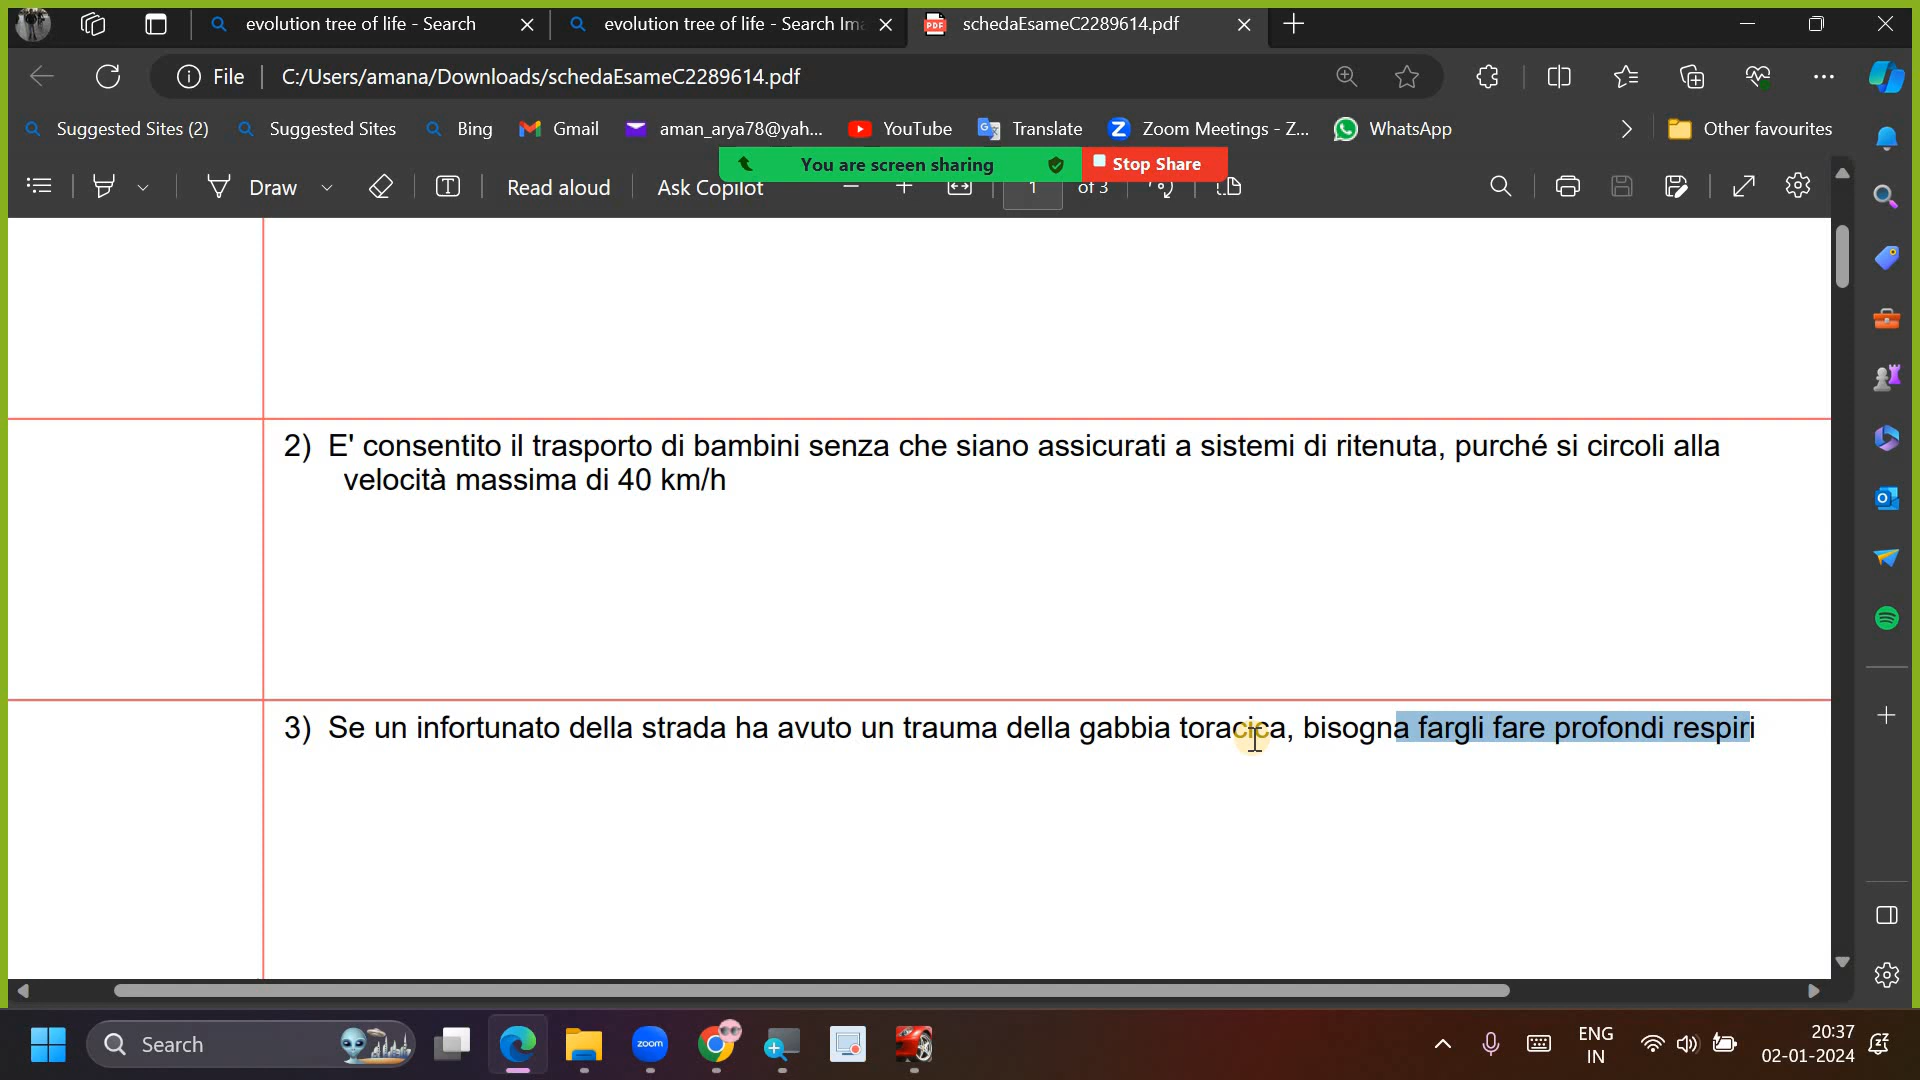 evolution tree of life - Search
evolution tree of life - Search Im
schedaEsameC2289614.pdf
File
C:/Users/amana/Downloads/schedaEsameC2289614.pdf
Suggested Sites (2)
Suggested Sites
Bing
Gmail
aman_arya78@yah...
YouTube
Translate
Zoom Meetings - Z...
WhatsApp
Other favourites
You are screen sharing
Stop Share
Draw
Read aloud
Ask Copilot
1
of 3
2) E' consentito il trasporto di bambini senza che siano assicurati a sistemi di ritenuta, purché si circoli alla
velocità massima di 40 km/h
3) Se un infortunato della strada ha avuto un trauma della gabbia toracica, bisogna fargli fare profondi respiri
Search
zoom
ENG
IN
20:37
02-01-2024